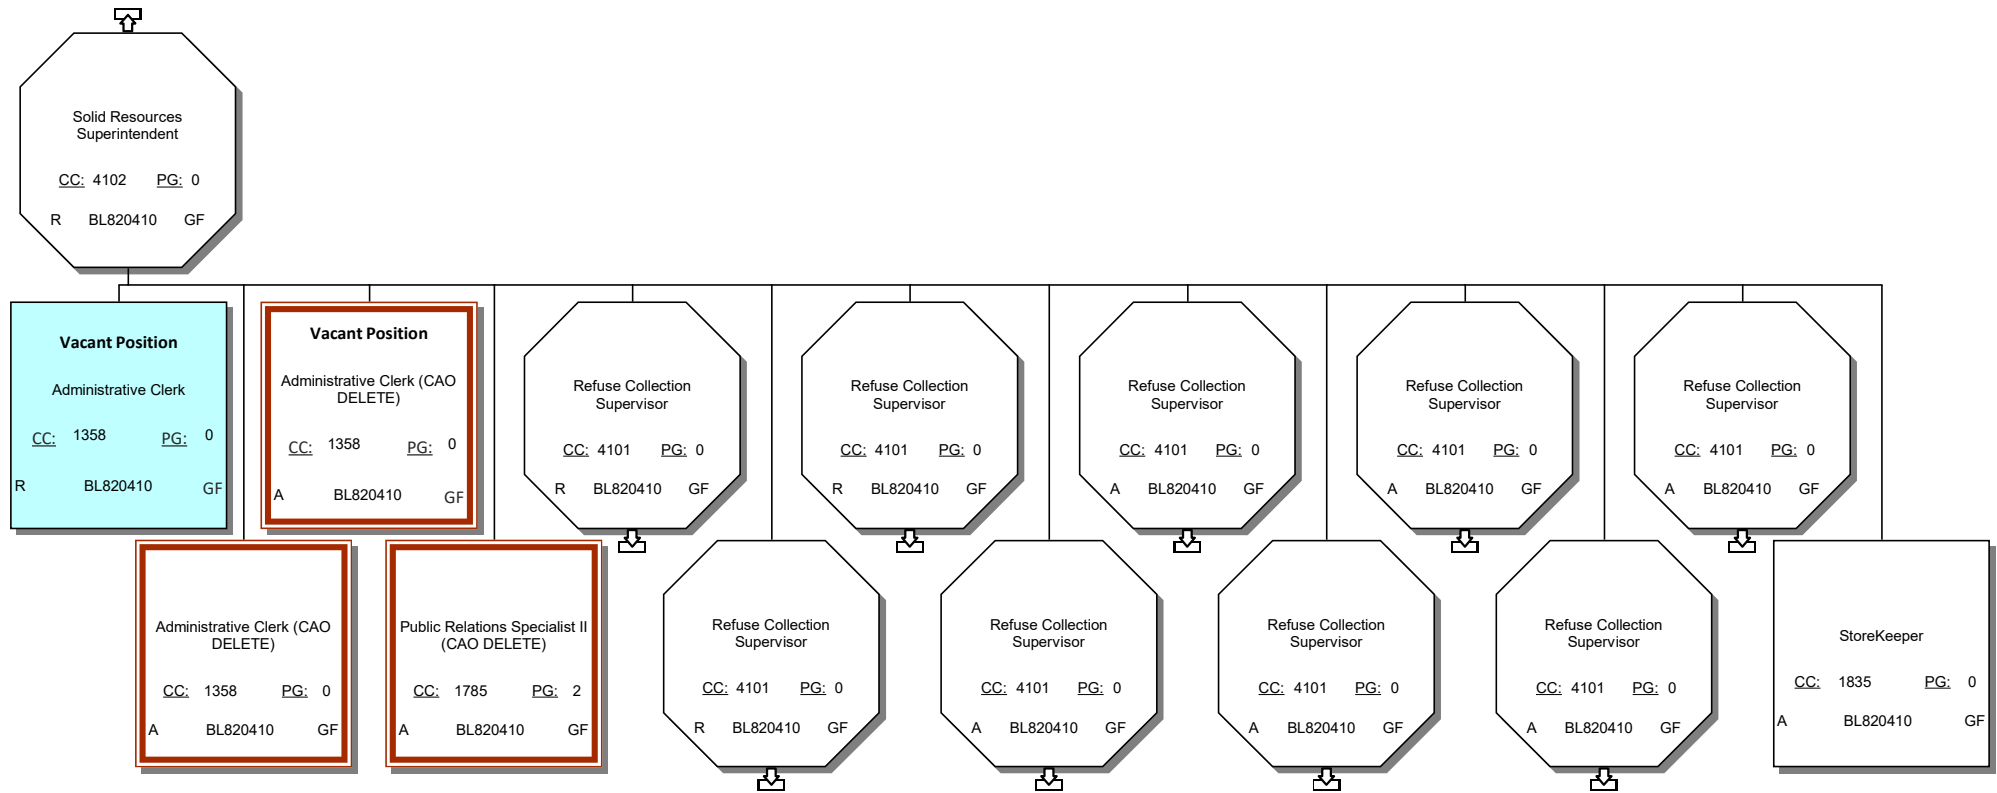 Solid Resources
Superintendent
CC: 4102 PG: 0
R BL820410 GF
Vacant Position
Administrative Clerk
CC: 1358 PG: 0
R BL820410 GF
Vacant Position
Administrative Clerk (CAO
DELETE)
CC: 1358 PG: 0
A BL820410 GF
Refuse Collection
Supervisor
CC: 4101 PG: 0
R BL820410 GF
Refuse Collection
Supervisor
CC: 4101 PG: 0
R BL820410 GF
Refuse Collection
Supervisor
CC: 4101 PG: 0
A BL820410 GF
Refuse Collection
Supervisor
CC: 4101 PG: 0
A BL820410 GF
Refuse Collection
Supervisor
CC: 4101 PG: 0
A BL820410 GF
Administrative Clerk (CAO
DELETE)
CC: 1358 PG: 0
A BL820410 GF
Public Relations Specialist II
(CAO DELETE)
CC: 1785 PG: 2
A BL820410 GF
Refuse Collection
Supervisor
CC: 4101 PG: 0
R BL820410 GF
Refuse Collection
Supervisor
CC: 4101 PG: 0
A BL820410 GF
Refuse Collection
Supervisor
CC: 4101 PG: 0
A BL820410 GF
Refuse Collection
Supervisor
CC: 4101 PG: 0
A BL820410 GF
StoreKeeper
CC: 1835 PG: 0
A BL820410 GF